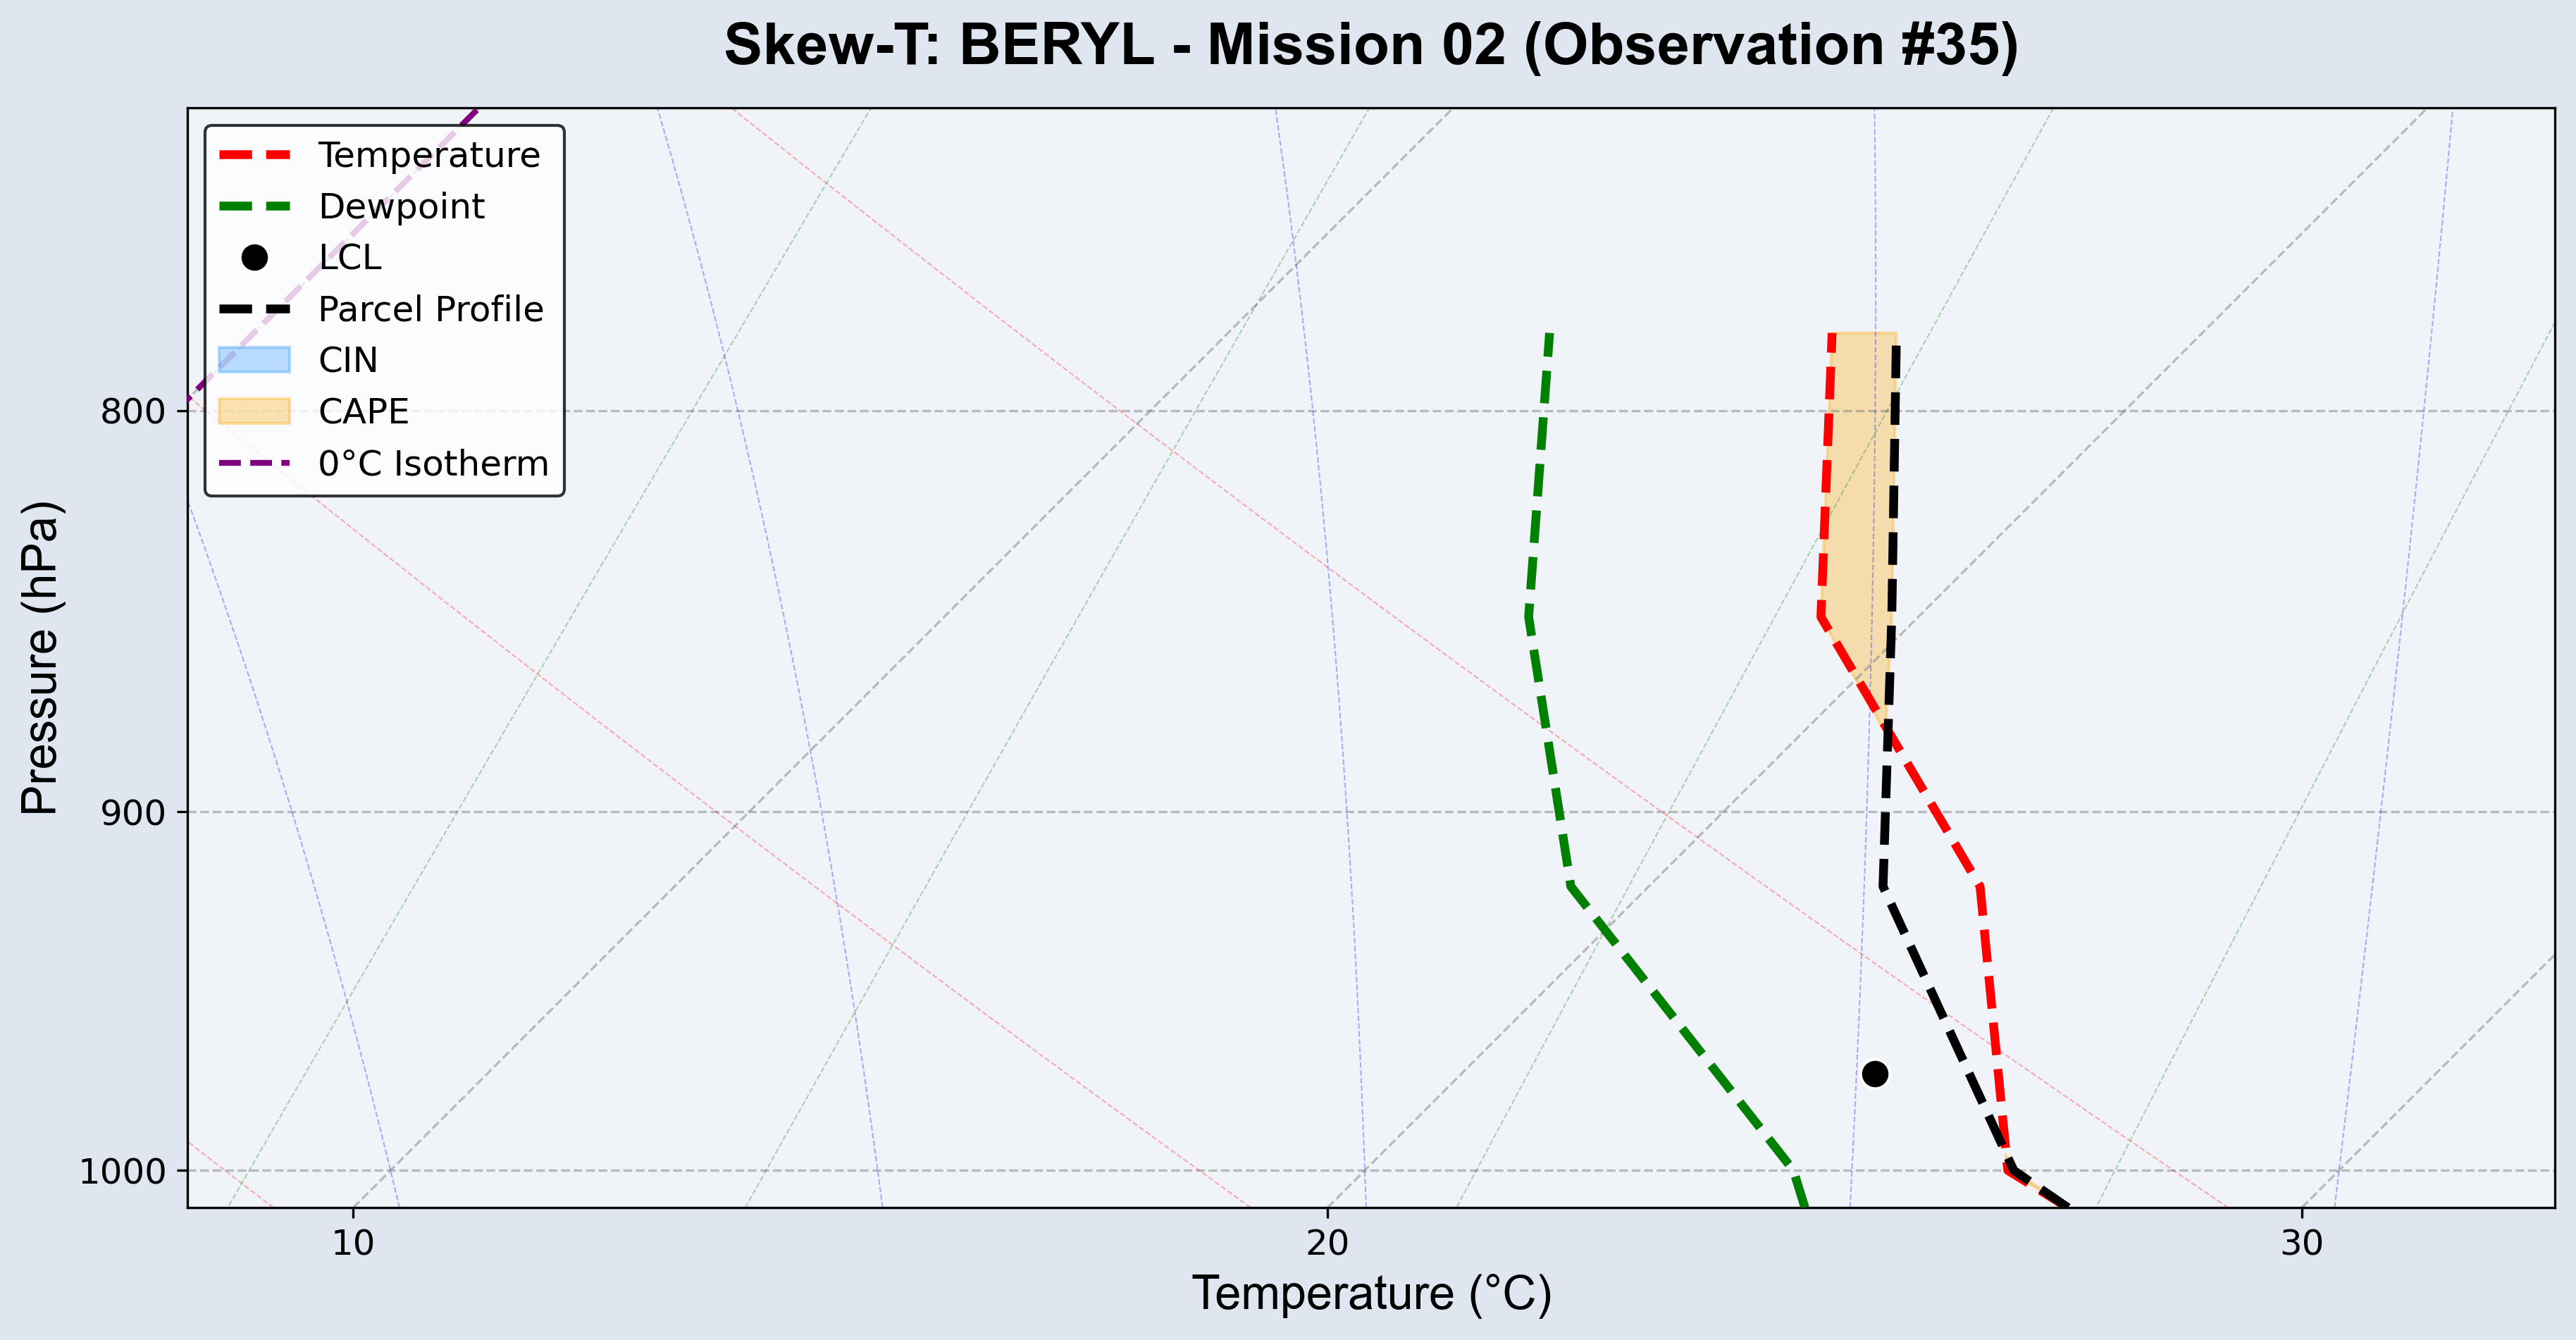 Skew-T: BERYL - Mission 02 (Observation #35)
Temperature
Dewpoint
LCL
Parcel Profile
CIN
CAPE
0°C Isotherm
Pressure (hPa)
800
900
1000
10
20
30
Temperature (°C)